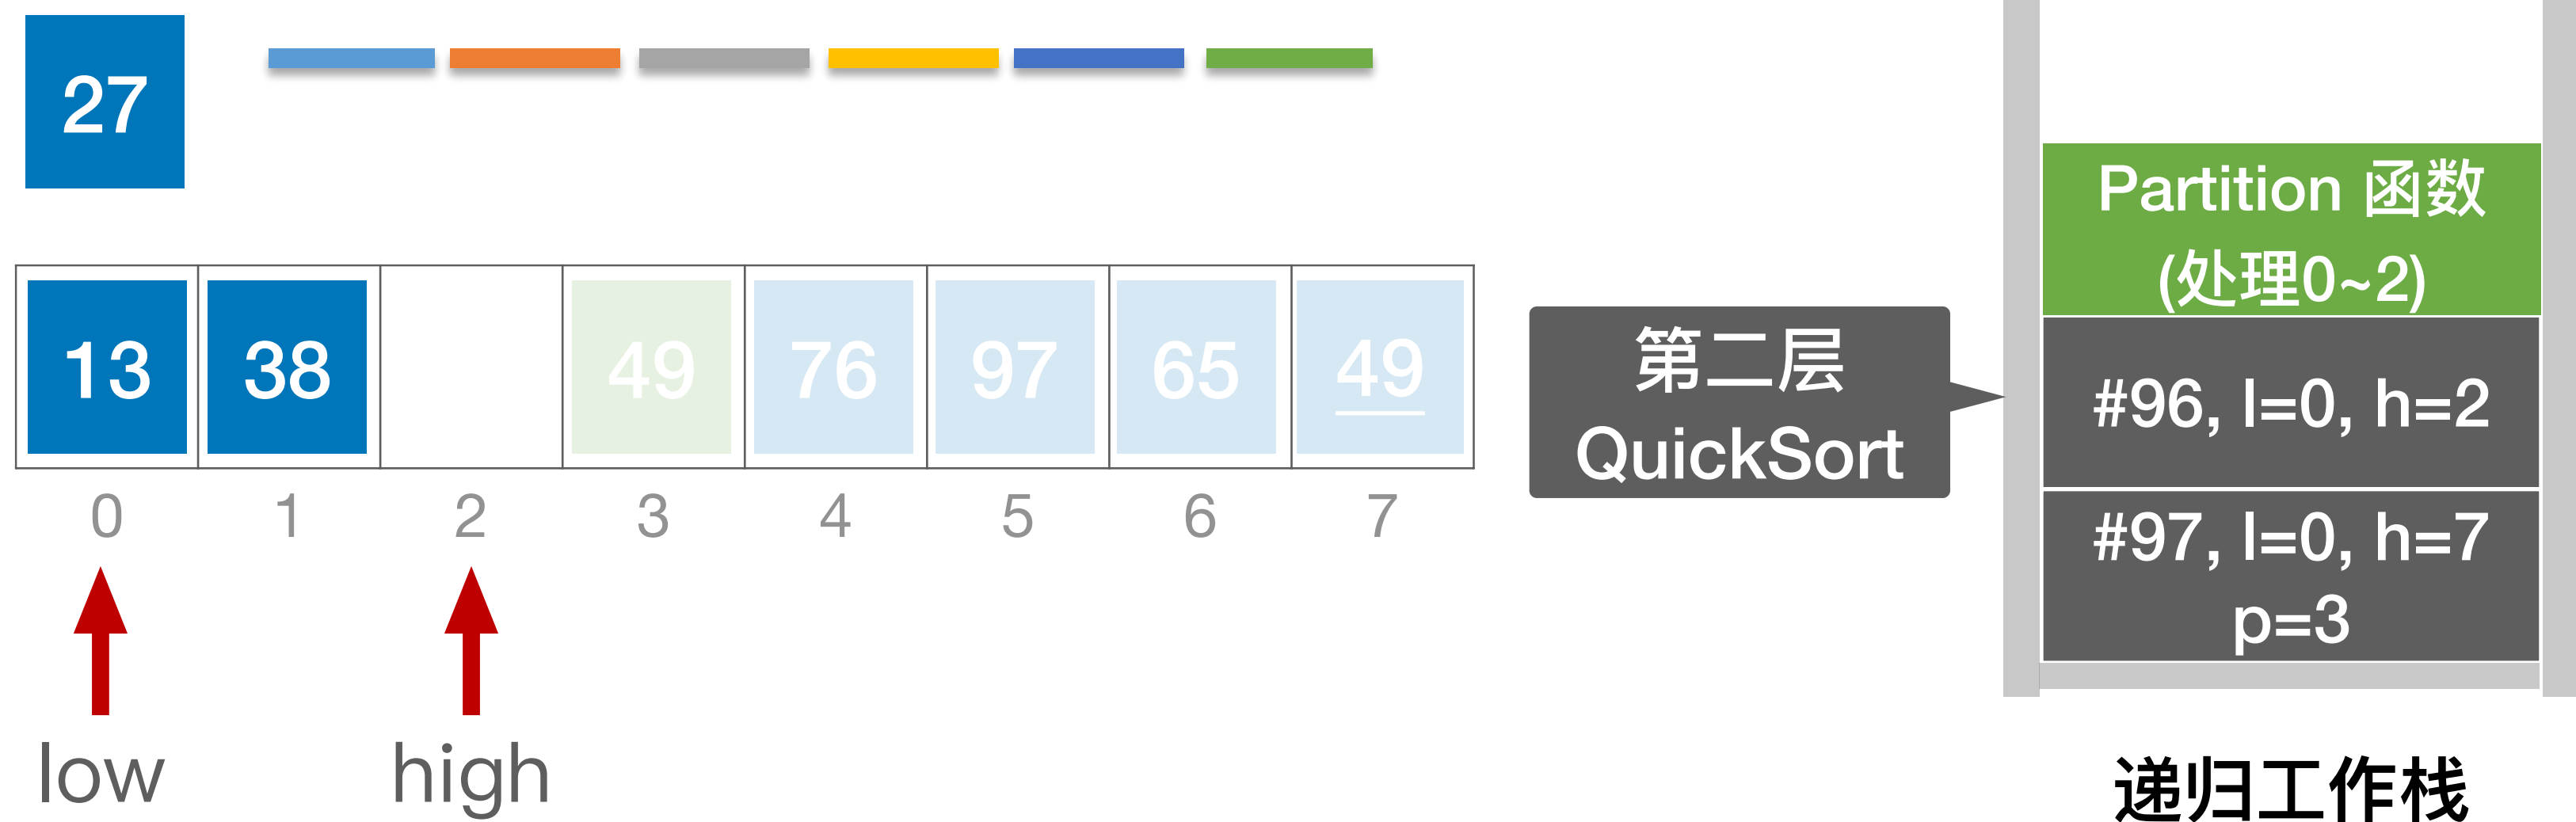 27
13 38 49 76 97 65 49
0 1 2 3 4 5 6 7
low high
第二层
QuickSort
Partition 函数
(处理0~2)
#96, l=0, h=2
#97, l=0, h=7
p=3
递归工作栈